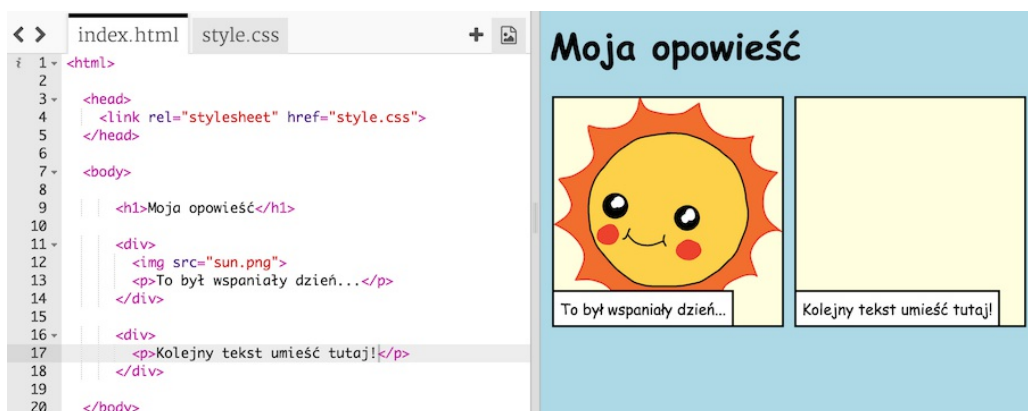 index.html style.css
i 1 <html>
2
3 <head>
4 <link rel="stylesheet" href="style.css">
5 </head>
6
7 <body>
8
9 <h1>Moja opowieść</h1>
10
11 <div>
12 <img src="sun.png">
13 <p>To był wspaniały dzień...</p>
14 </div>
15
16 <div>
17 <p>Kolejny tekst umieść tutaj!</p>
18 </div>
19
20 </body>
Moja opowieść
To był wspaniały dzień...
Kolejny tekst umieść tutaj!